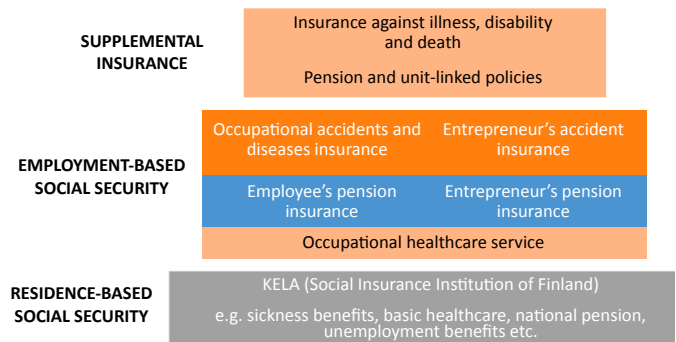 SUPPLEMENTAL
INSURANCE
Insurance against illness, disability
and death
Pension and unit-linked policies
EMPLOYMENT-BASED
SOCIAL SECURITY
Occupational accidents and
diseases insurance
Entrepreneur's accident
insurance
Employee's pension
insurance
Entrepreneur's pension
insurance
Occupational healthcare service
RESIDENCE-BASED
SOCIAL SECURITY
KELA (Social Insurance Institution of Finland)
e.g. sickness benefits, basic healthcare, national pension,
unemployment benefits etc.